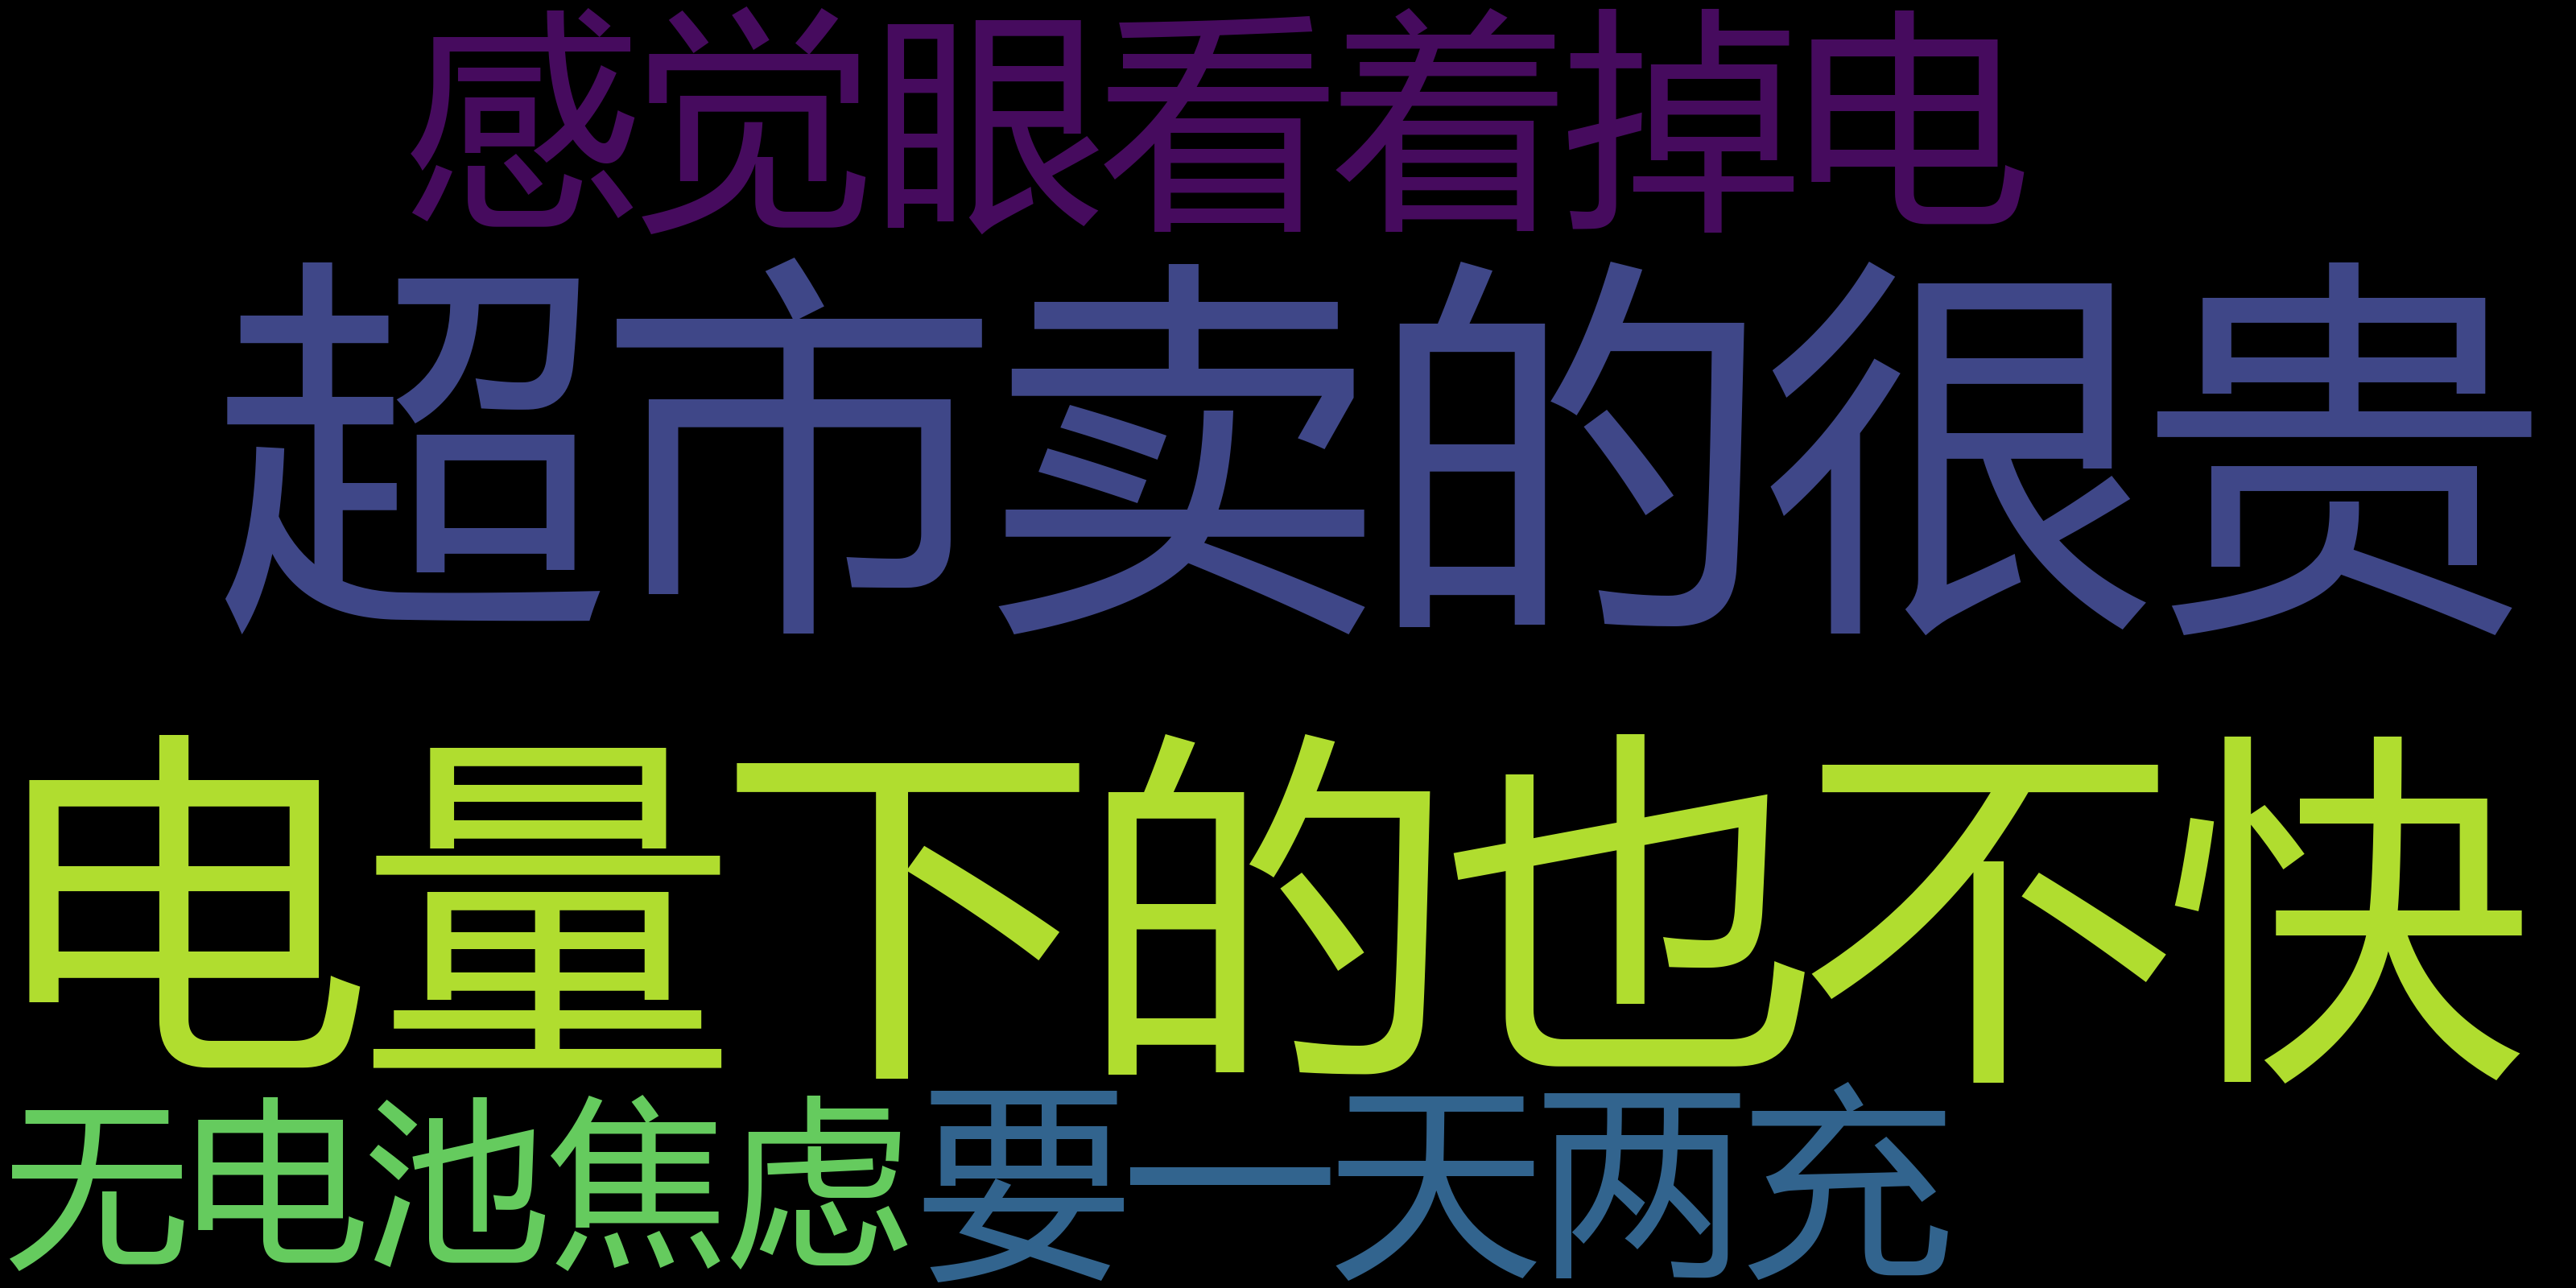 感觉眼看着掉电
超市卖的很贵
电量下的也不快
无电池焦虑
要一天两充